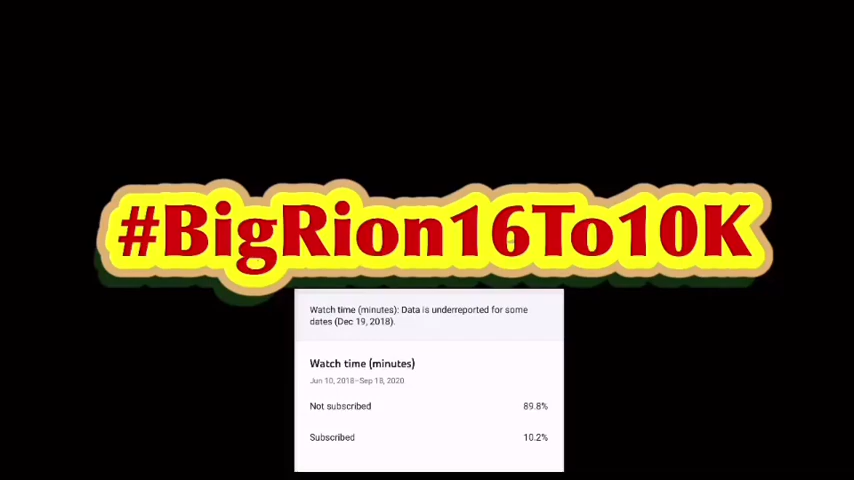 #BigRion16To10K
Watch time (minutes): Data is underreported for some
dates (Dec 19, 2018).
Watch time (minutes)
Jun 10, 2018–Sep 18, 2020
Not subscribed 89.8%
Subscribed 10.2%